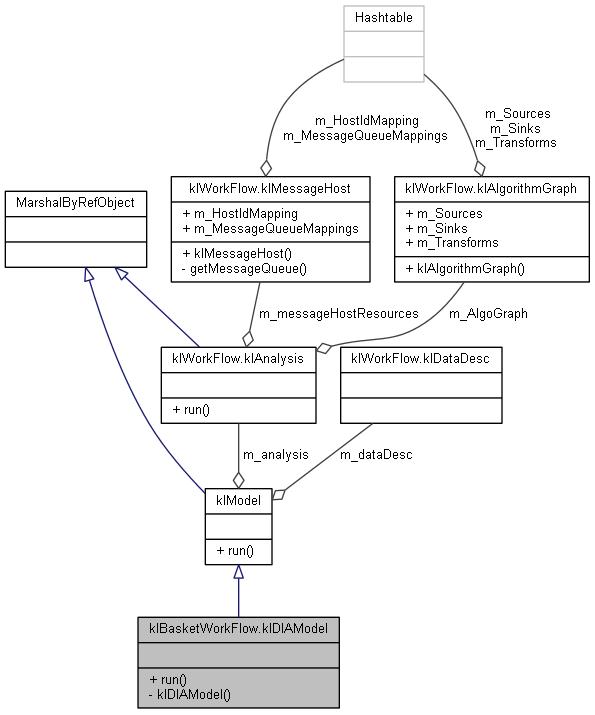 Hashtable
m_HostIdMapping
m_MessageQueueMappings
m_Sources
m_Sinks
m_Transforms
klWorkFlow.klMessageHost
+ m_HostIdMapping
+ m_MessageQueueMappings
+ klMessageHost()
- getMessageQueue()
klWorkFlow.klAlgorithmGraph
+ m_Sources
+ m_Sinks
+ m_Transforms
+ klAlgorithmGraph()
MarshalByRefObject
m_messageHostResources
m_AlgoGraph
klWorkFlow.klAnalysis
+ run()
klWorkFlow.klDataDesc
m_analysis
m_dataDesc
klModel
+ run()
klBasketWorkFlow.klDIAModel
+ run()
- klDIAModel()